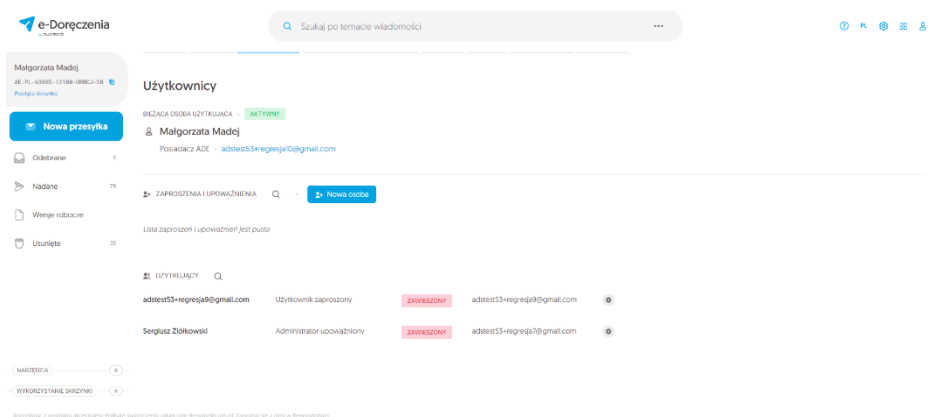 e-Doręczenia
Szukaj po temacie wiadomości
PL
Małgorzata Madej
Nowa przesyłka
Odebrane
Nadane 79
Wersje robocze
Usunięte
NARZĘDZIA
WYKORZYSTANIE SKRZYNKI
Użytkownicy
BIEŻĄCA OSOBA UŻYTKUJĄCA · AKTYWNY
Małgorzata Madej
Posiadacz ADE · adstest53+regresja10@gmail.com
ZAPROSZENIA I UPOWAŻNIENIA · Nowa osoba
Lista zaproszeń i upoważnień jest pusta
UŻYTKUJĄCY
adstest53+regresja9@gmail.com Użytkownik zaproszony ZAWIESZONY adstest53+regresja9@gmail.com
Sergiusz Ziółkowski Administrator upoważniony ZAWIESZONY adstest53+regresja7@gmail.com